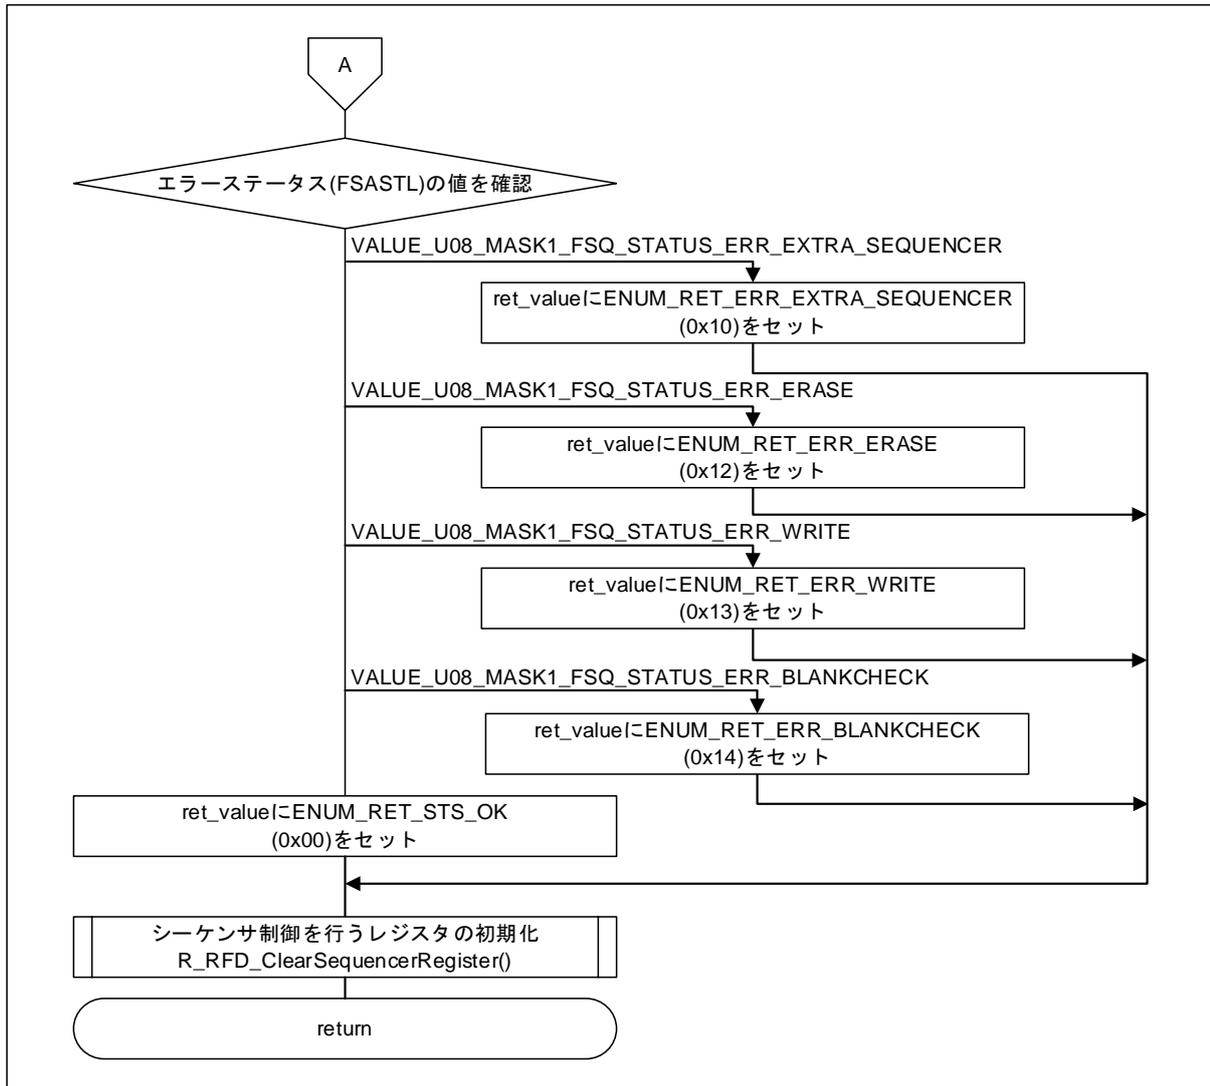 A
エラーステータス(FSASTL)の値を確認
VALUE_U08_MASK1_FSQ_STATUS_ERR_EXTRA_SEQUENCER
ret_valueにENUM_RET_ERR_EXTRA_SEQUENCER
(0x10)をセット
VALUE_U08_MASK1_FSQ_STATUS_ERR_ERASE
ret_valueにENUM_RET_ERR_ERASE
(0x12)をセット
VALUE_U08_MASK1_FSQ_STATUS_ERR_WRITE
ret_valueにENUM_RET_ERR_WRITE
(0x13)をセット
VALUE_U08_MASK1_FSQ_STATUS_ERR_BLANKCHECK
ret_valueにENUM_RET_ERR_BLANKCHECK
(0x14)をセット
ret_valueにENUM_RET_STS_OK
(0x00)をセット
シーケンサ制御を行うレジスタの初期化
R_RFD_ClearSequencerRegister()
return